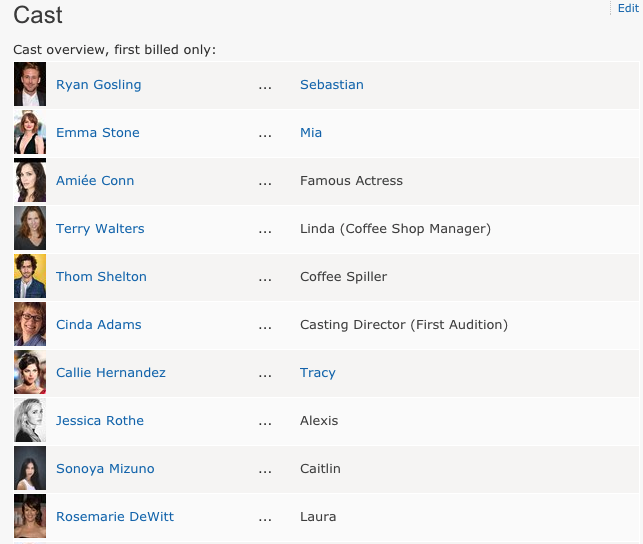 Cast
Edit
Cast overview, first billed only:
Ryan Gosling ... Sebastian
Emma Stone ... Mia
Amiée Conn ... Famous Actress
Terry Walters ... Linda (Coffee Shop Manager)
Thom Shelton ... Coffee Spiller
Cinda Adams ... Casting Director (First Audition)
Callie Hernandez ... Tracy
Jessica Rothe ... Alexis
Sonoya Mizuno ... Caitlin
Rosemarie DeWitt ... Laura